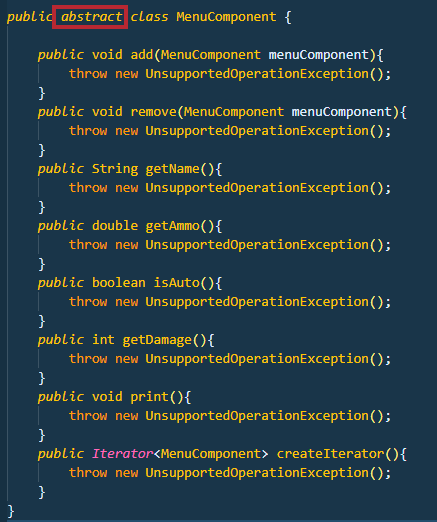 public abstract class MenuComponent {
public void add(MenuComponent menuComponent){
throw new UnsupportedOperationException();
}
public void remove(MenuComponent menuComponent){
throw new UnsupportedOperationException();
}
public String getName(){
throw new UnsupportedOperationException();
}
public double getAmmo(){
throw new UnsupportedOperationException();
}
public boolean isAuto(){
throw new UnsupportedOperationException();
}
public int getDamage(){
throw new UnsupportedOperationException();
}
public void print(){
throw new UnsupportedOperationException();
}
public Iterator<MenuComponent> createIterator(){
throw new UnsupportedOperationException();
}
}